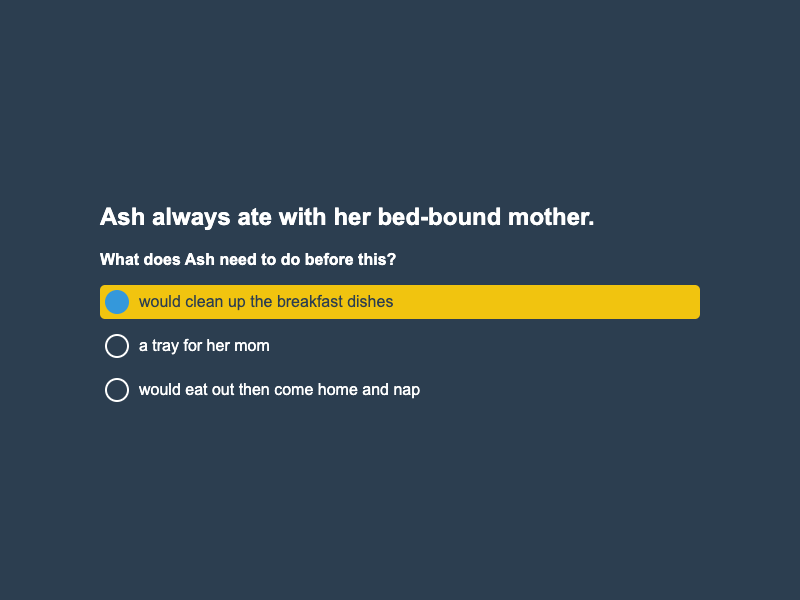 Ash always ate with her bed-bound mother.
What does Ash need to do before this?
would clean up the breakfast dishes
a tray for her mom
would eat out then come home and nap